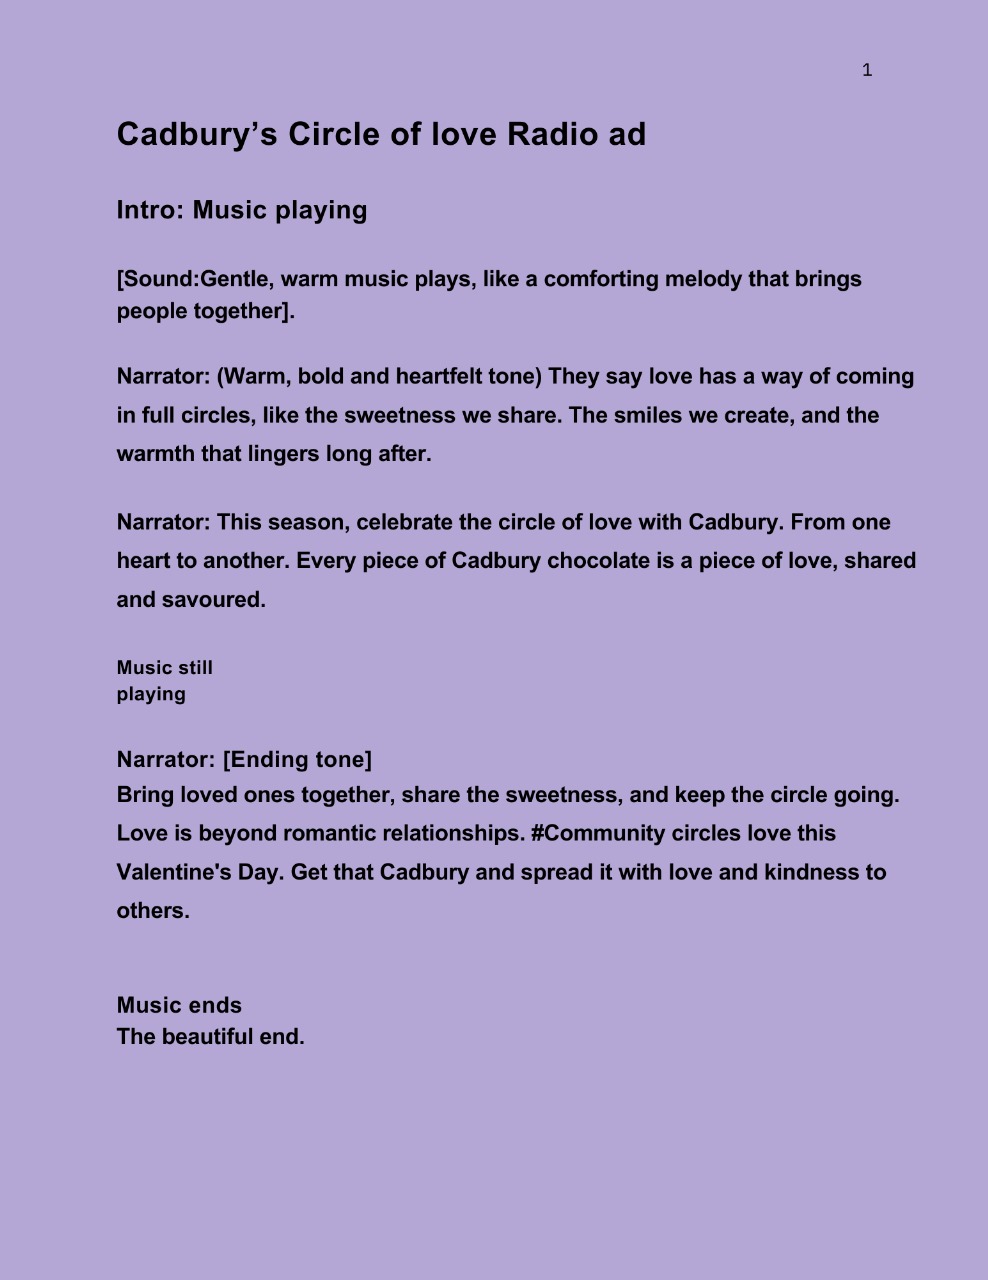 1
Cadbury’s Circle of love Radio ad
Intro: Music playing
[Sound:Gentle, warm music plays, like a comforting melody that brings
people together].
Narrator: (Warm, bold and heartfelt tone) They say love has a way of coming
in full circles, like the sweetness we share. The smiles we create, and the
warmth that lingers long after.
Narrator: This season, celebrate the circle of love with Cadbury. From one
heart to another. Every piece of Cadbury chocolate is a piece of love, shared
and savoured.
Music still
playing
Narrator: [Ending tone]
Bring loved ones together, share the sweetness, and keep the circle going.
Love is beyond romantic relationships. #Community circles love this
Valentine's Day. Get that Cadbury and spread it with love and kindness to
others.
Music ends
The beautiful end.